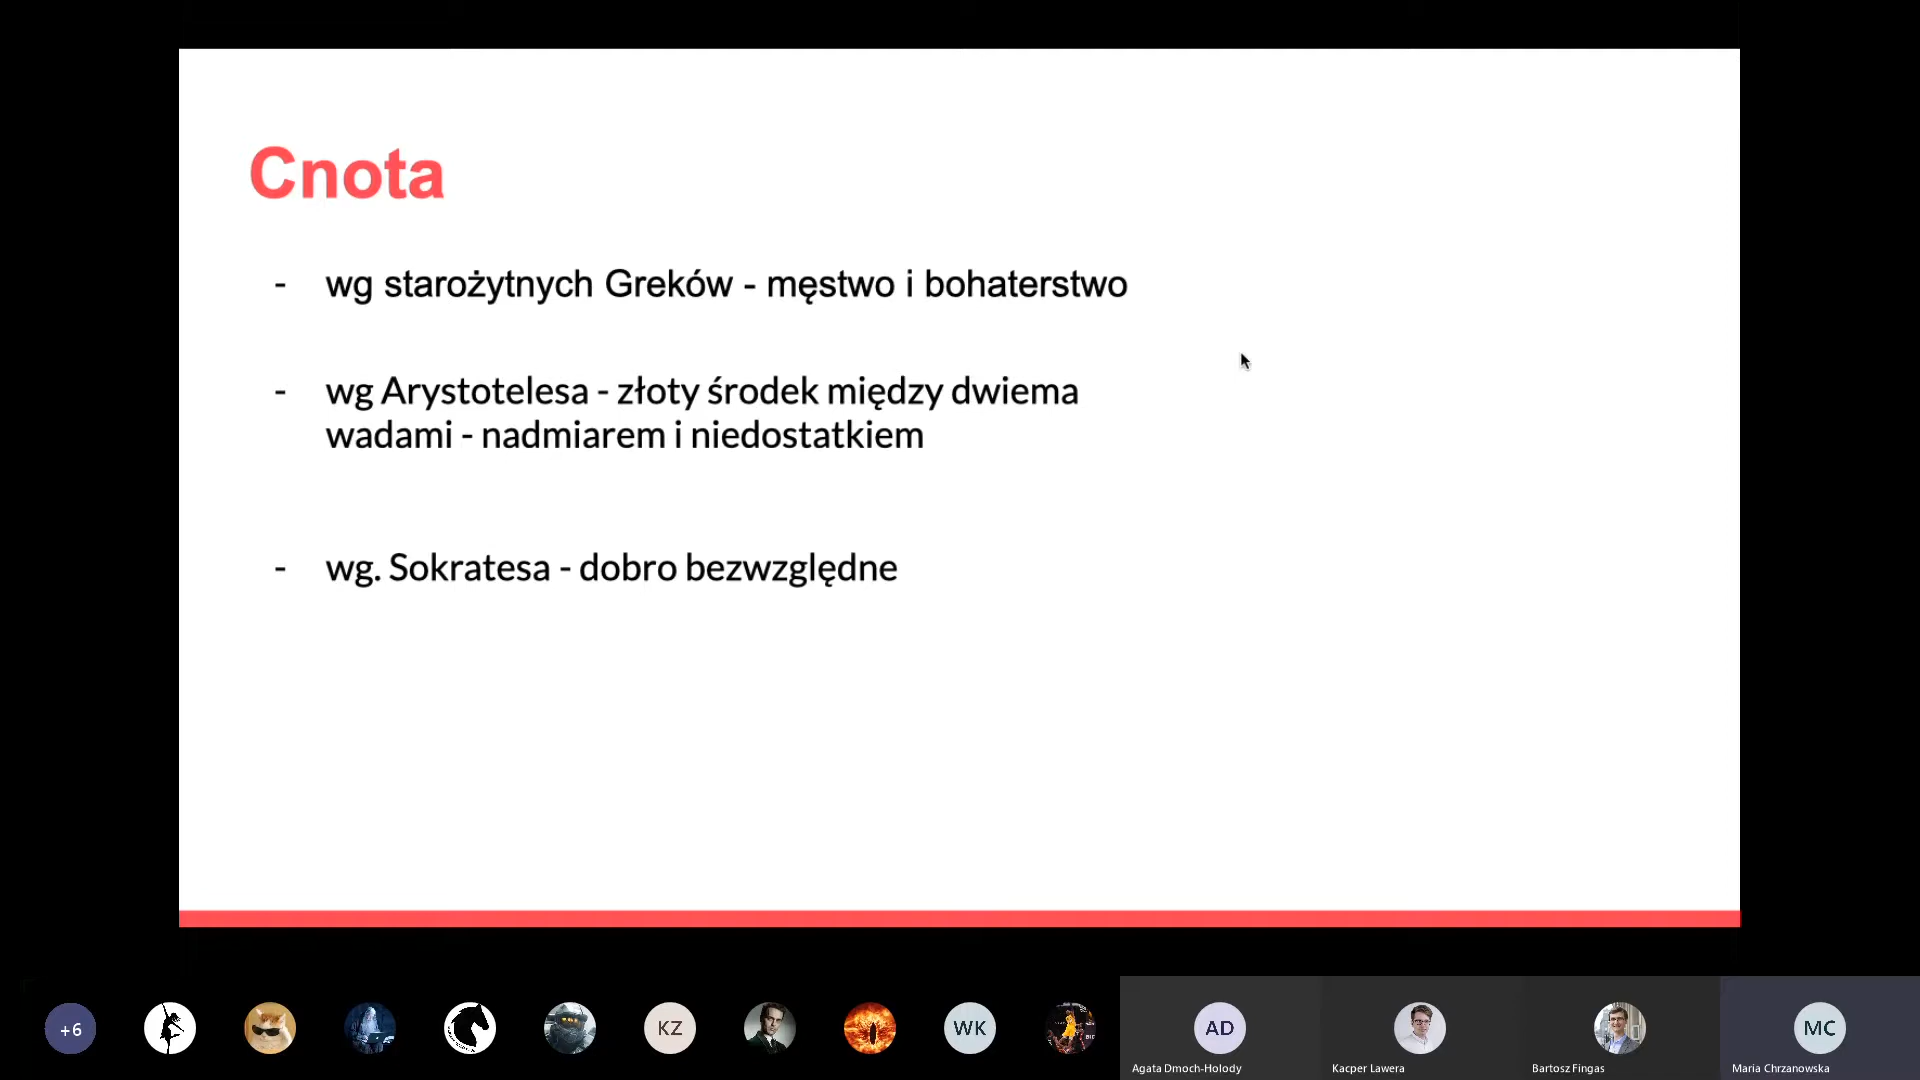 Cnota
- wg starożytnych Greków - męstwo i bohaterstwo
- wg Arystotelesa - złoty środek między dwiema
wadami - nadmiarem i niedostatkiem
- wg. Sokratesa - dobro bezwzględne
+6
KZ
WK
AD
MC
Agata Dmoch-Holody
Kacper Lawera
Bartosz Fingas
Maria Chrzanowska